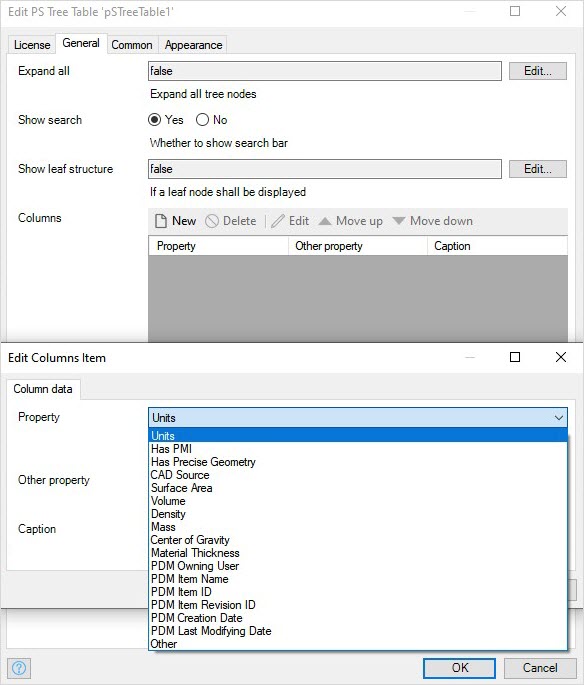 Edit PS Tree Table 'pSTreeTable1'
License General Common Appearance
Expand all false Edit...
Expand all tree nodes
Show search Yes No
Whether to show search bar
Show leaf structure false Edit...
If a leaf node shall be displayed
Columns New Delete Edit Move up Move down
Property Other property Caption
Edit Columns Item
Column data
Property Units
Units
Has PMI
Has Precise Geometry
Other property
CAD Source
Surface Area
Volume
Density
Caption
Mass
Center of Gravity
Material Thickness
PDM Owning User
PDM Item Name
PDM Item ID
PDM Item Revision ID
PDM Creation Date
PDM Last Modifying Date
Other
? OK Cancel